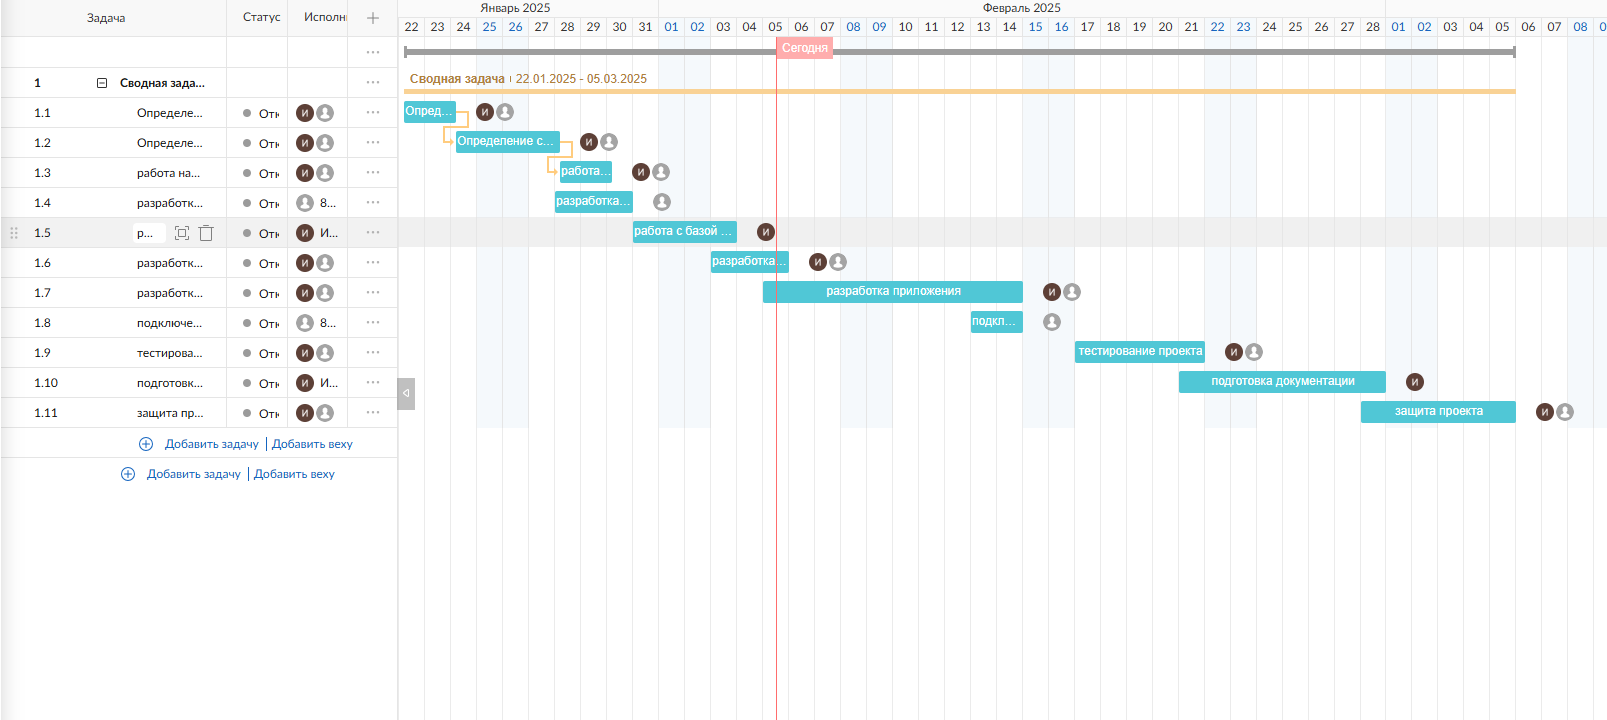 Задача Статус Исполн Январь 2025 Февраль 2025
22 23 24 25 26 27 28 29 30 31 01 02 03 04 05 06 07 08 09 10 11 12 13 14 15 16 17 18 19 20 21 22 23 24 25 26 27 28 01 02 03 04 05 06 07 08 0
Сегодня
1 Сводная зада... Сводная задача 22.01.2025 - 05.03.2025
1.1 Определе... Отк И Опред... И
1.2 Определе... Отк И Определение с... И
1.3 работа на... Отк И работа... И
1.4 разработк... Отк 8... разработка...
1.5 р... Отк И И... работа с базой ... И
1.6 разработк... Отк И разработка... И
1.7 разработк... Отк И разработка приложения И
1.8 подключе... Отк 8... подкл...
1.9 тестирова... Отк И тестирование проекта И
1.10 подготовк... Отк И И... подготовка документации И
1.11 защита пр... Отк И защита проекта И
Добавить задачу | Добавить веху
Добавить задачу | Добавить веху